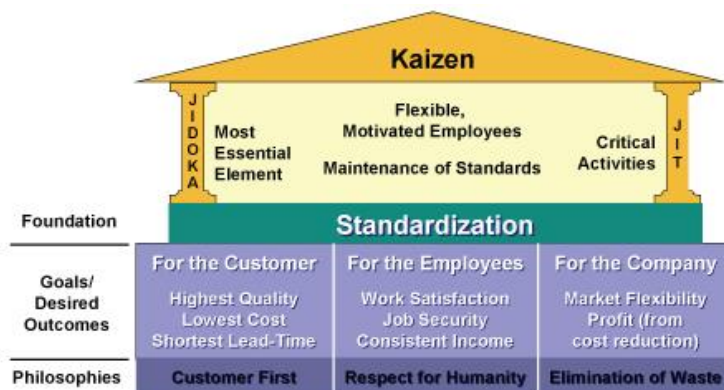 Kaizen
JIDOKA
Most
Essential
Element
Flexible,
Motivated Employees
Maintenance of Standards
Critical
Activities
JIT
Foundation
Standardization
Goals/
Desired
Outcomes
For the Customer
Highest Quality
Lowest Cost
Shortest Lead-Time
For the Employees
Work Satisfaction
Job Security
Consistent Income
For the Company
Market Flexibility
Profit (from
cost reduction)
Philosophies
Customer First
Respect for Humanity
Elimination of Waste